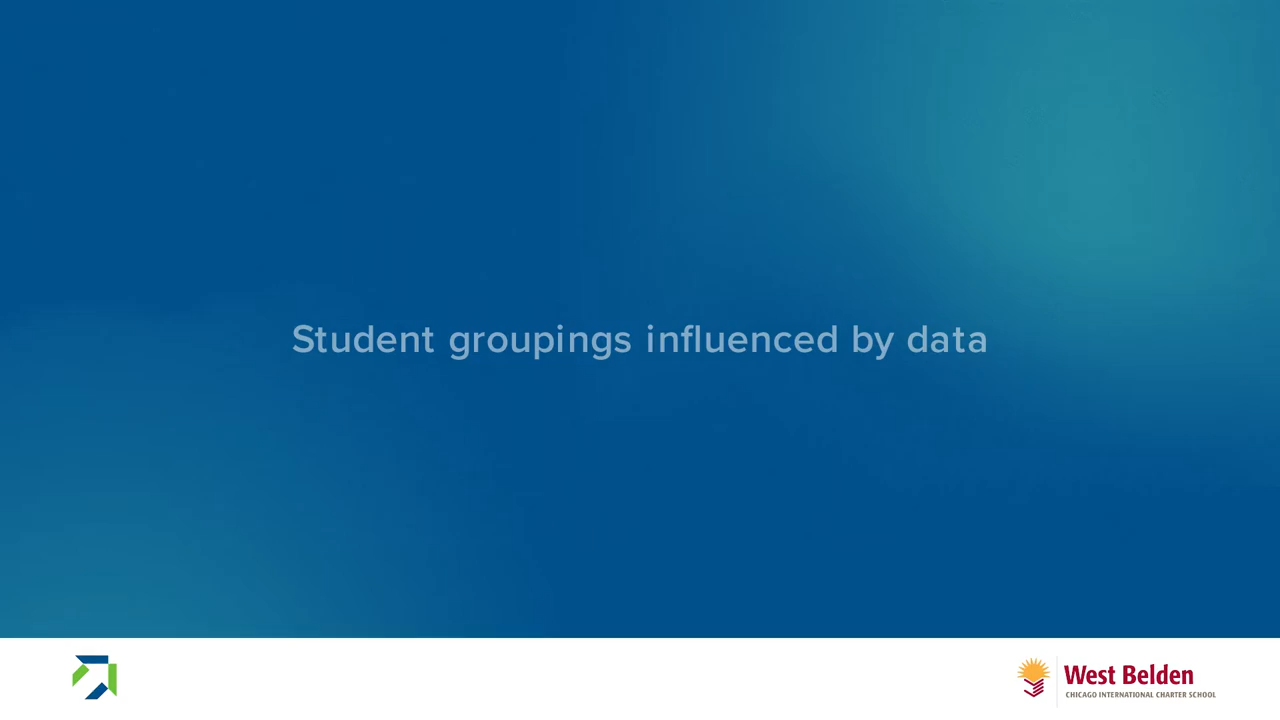 Student groupings influenced by data
West Belden
CHICAGO INTERNATIONAL CHARTER SCHOOL